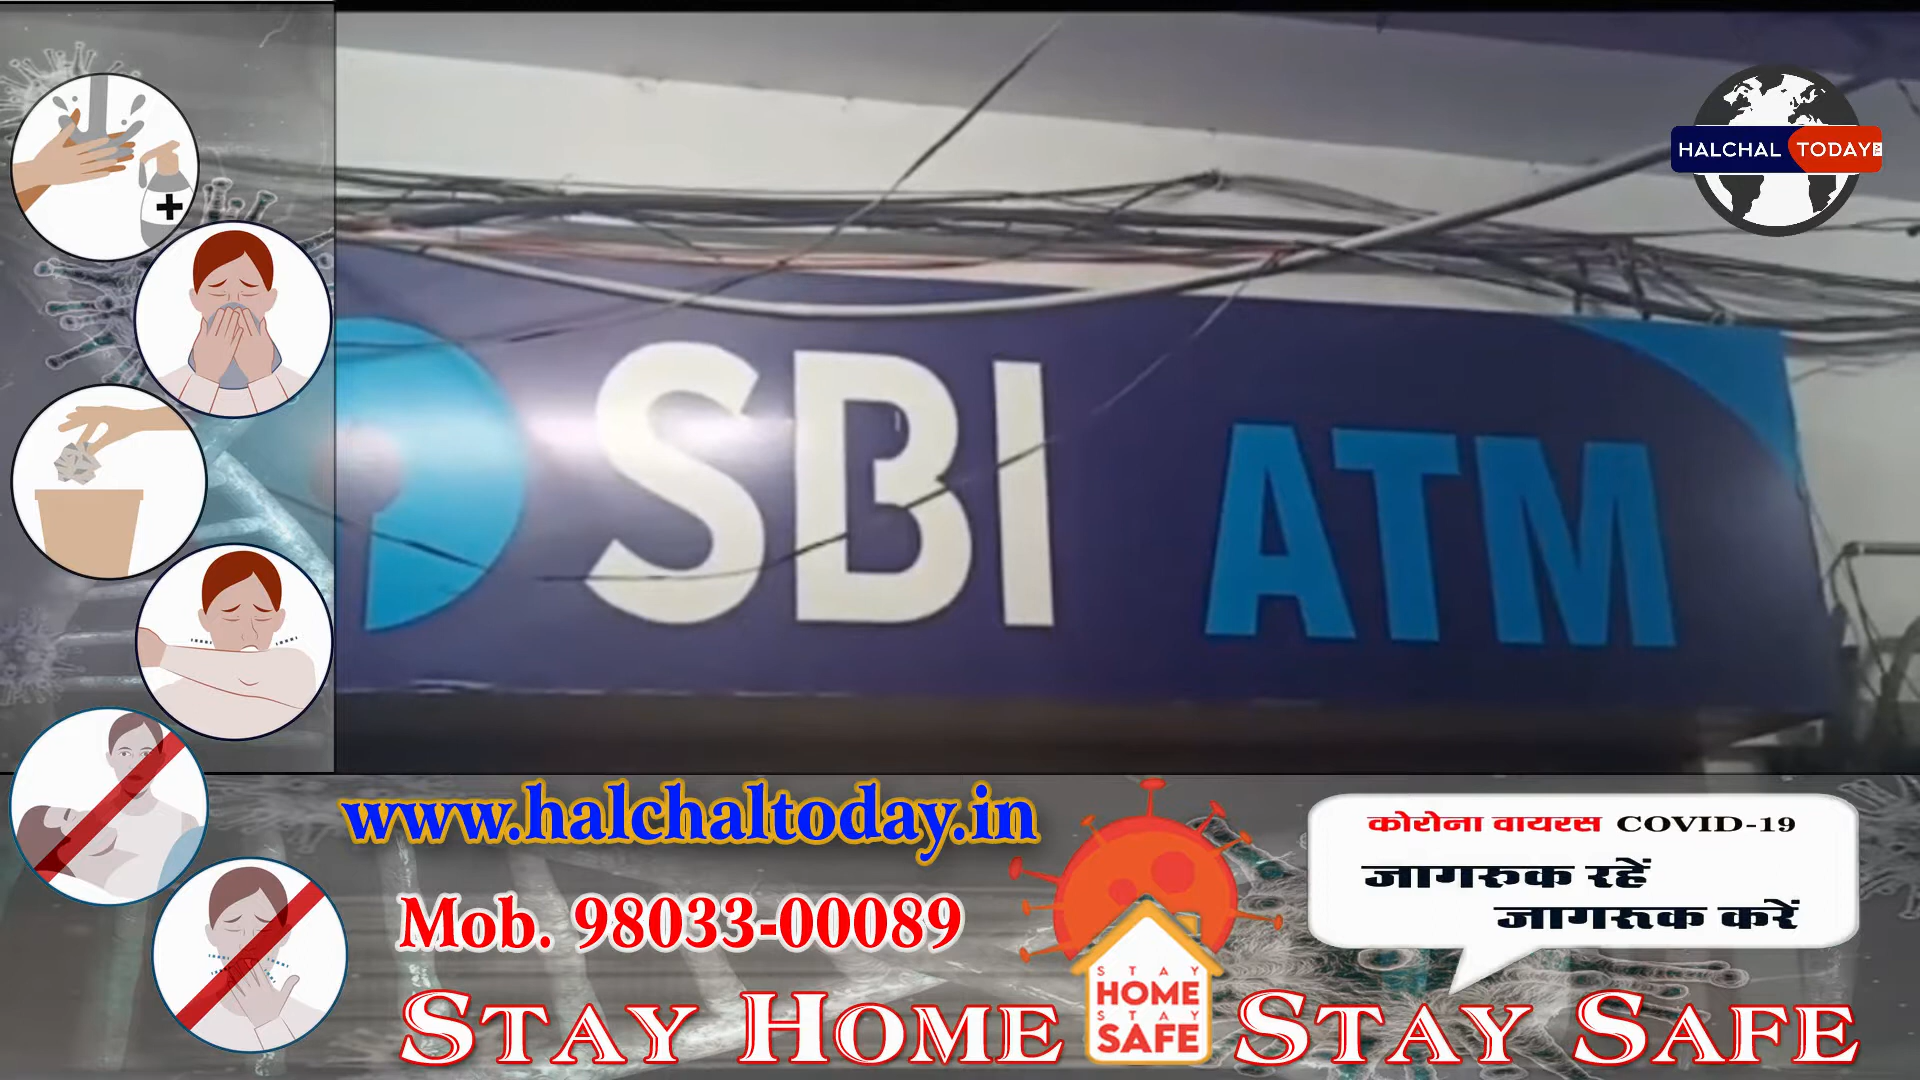 HALCHAL TODAY
SBI ATM
www.halchaltoday.in
Mob. 98033-00089
कोरोना वायरस COVID-19
जागरुक रहें
जागरूक करें
STAY
HOME
STAY
SAFE
STAY HOME STAY SAFE